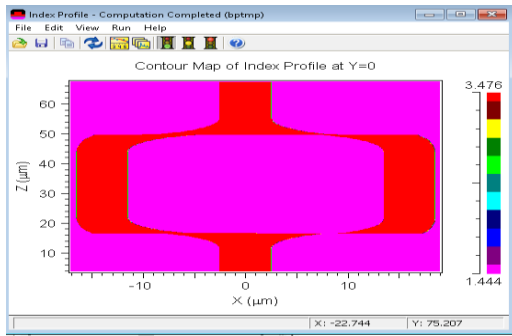 Index Profile - Computation Completed (bptmp)
File Edit View Run Help
Contour Map of Index Profile at Y=0
3.476
60
50
40
30
20
10
Z (µm)
-10 0 10
X (µm)
1.444
X: -22.744 Y: 75.207